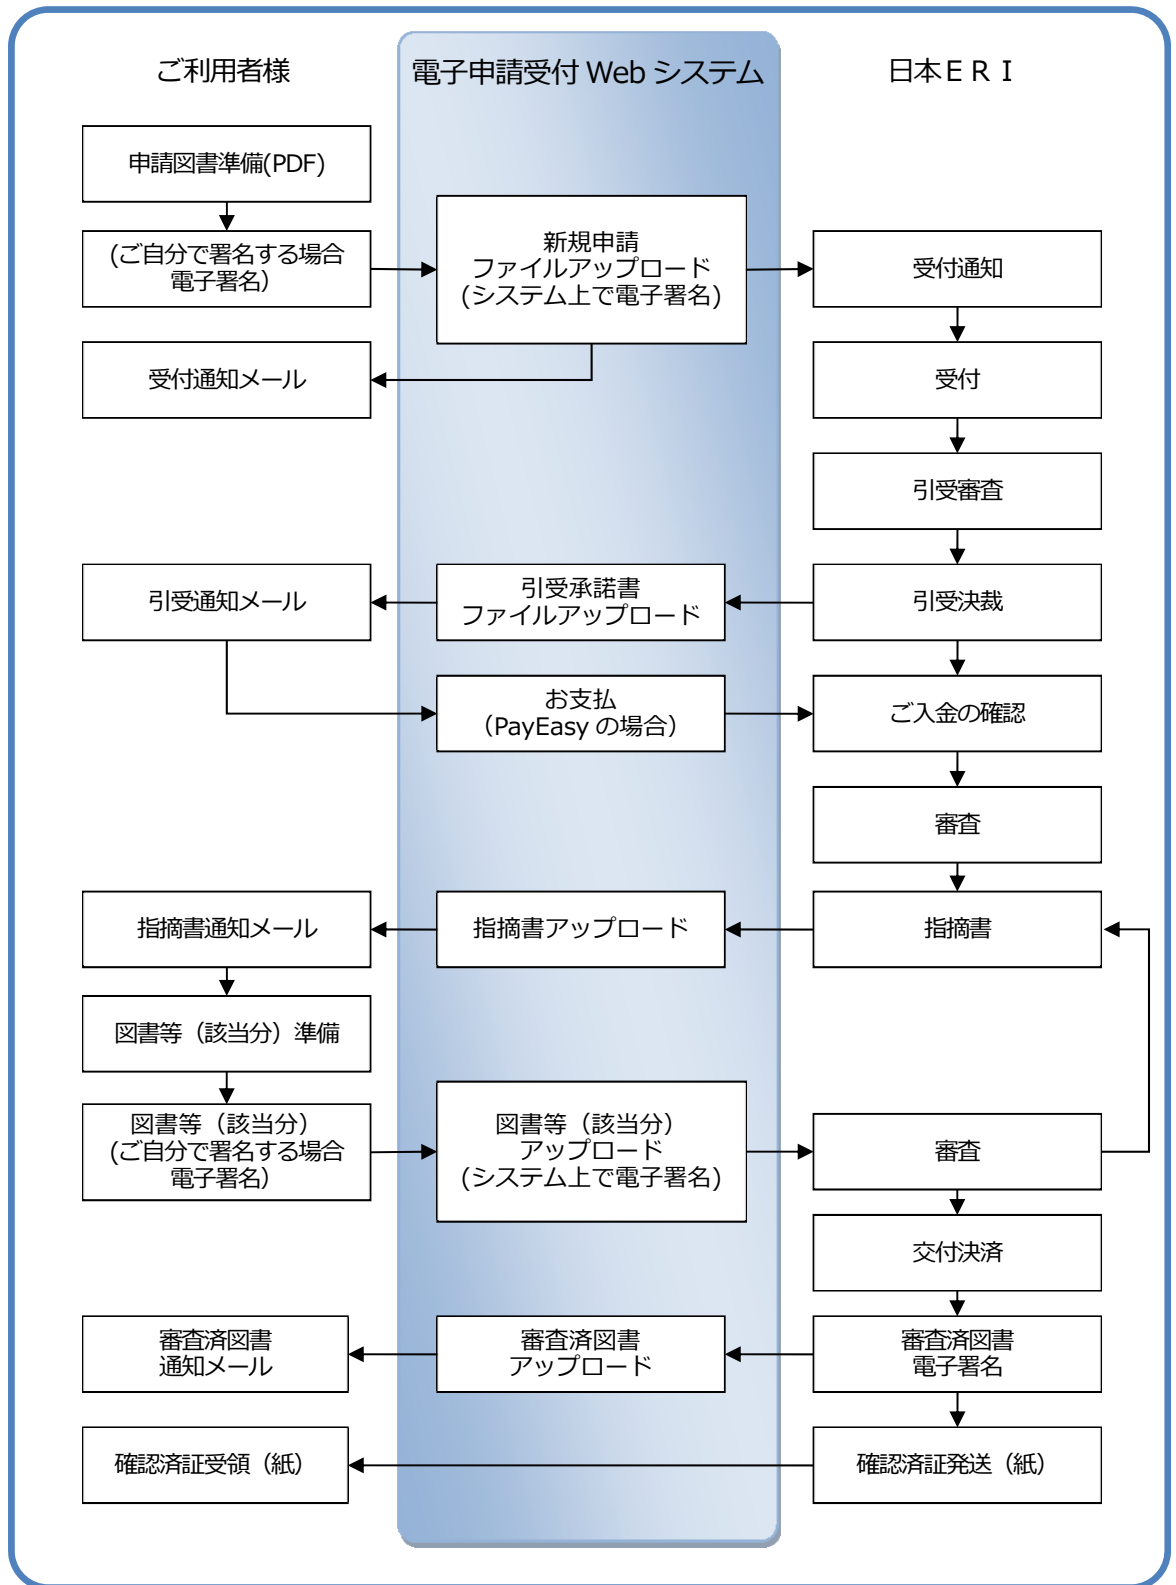 ご利用者様
電子申請受付 Web システム
日本ＥＲＩ
申請図書準備(PDF)
(ご自分で署名する場合
電子署名）
新規申請
ファイルアップロード
(システム上で電子署名)
受付通知
受付通知メール
受付
引受審査
引受通知メール
引受承諾書
ファイルアップロード
引受決裁
お支払
（PayEasy の場合）
ご入金の確認
審査
指摘書通知メール
指摘書アップロード
指摘書
図書等（該当分）準備
図書等（該当分）
(ご自分で署名する場合
電子署名）
図書等（該当分）
アップロード
(システム上で電子署名)
審査
交付決済
審査済図書
通知メール
審査済図書
アップロード
審査済図書
電子署名
確認済証受領（紙）
確認済証発送（紙）